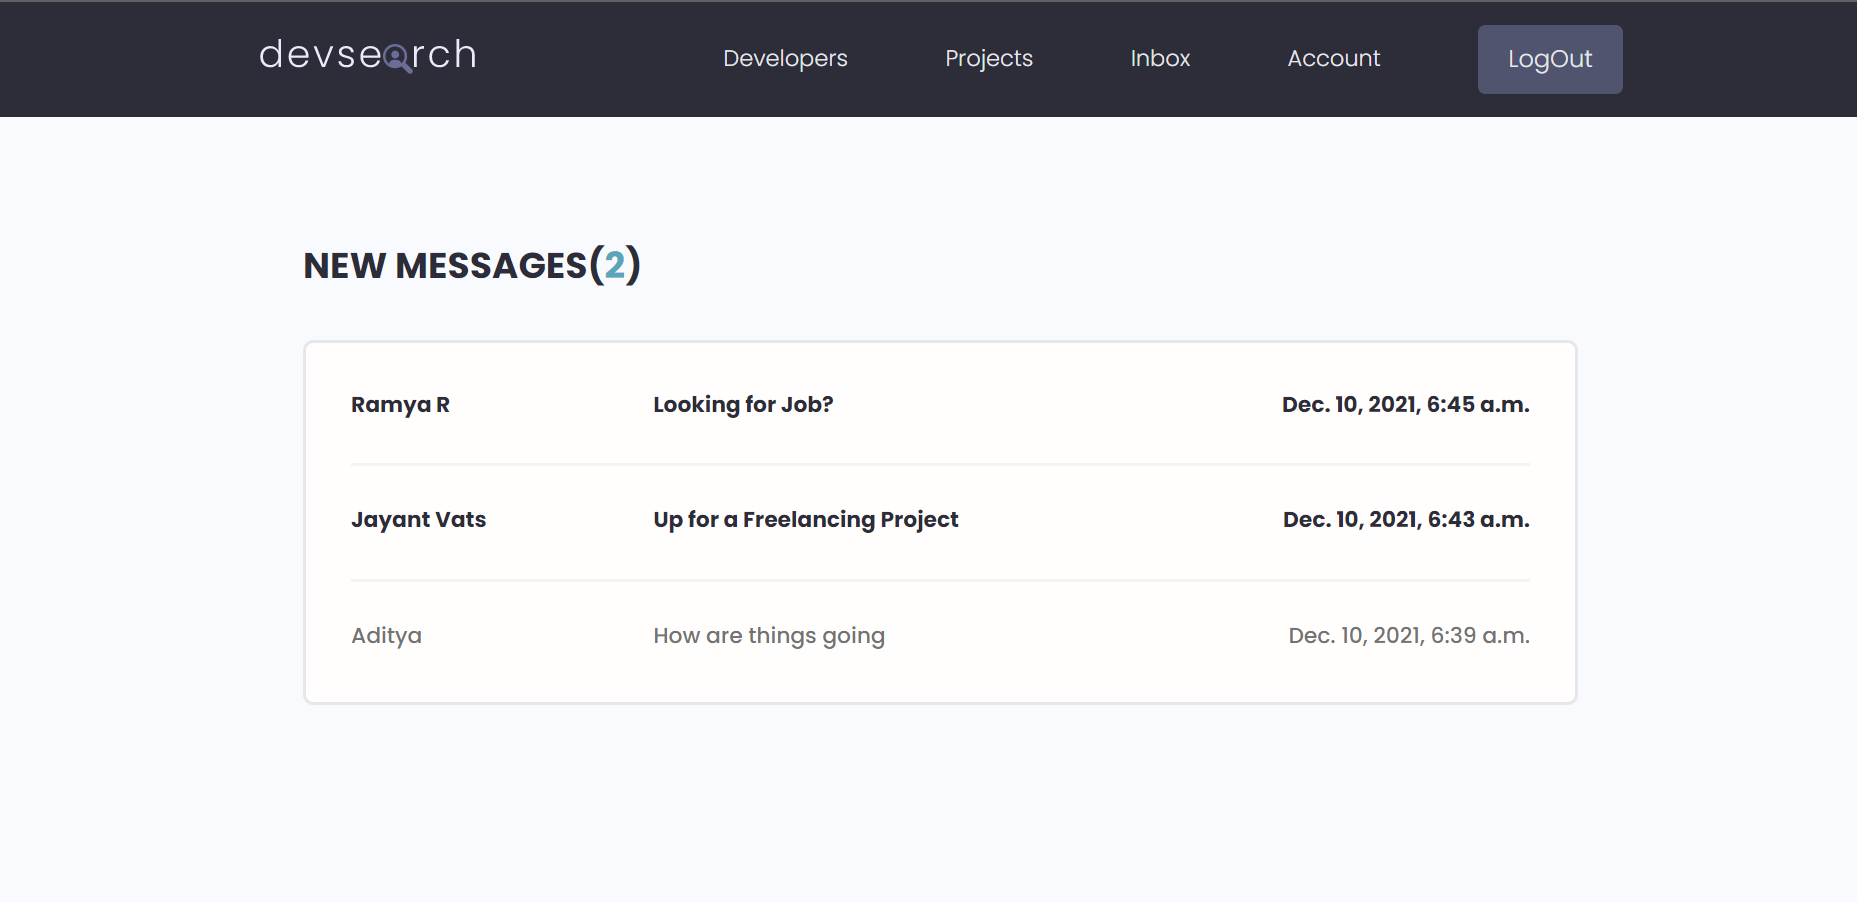 devsearch Developers Projects Inbox Account LogOut
NEW MESSAGES(2)
Ramya R Looking for Job? Dec. 10, 2021, 6:45 a.m.
Jayant Vats Up for a Freelancing Project Dec. 10, 2021, 6:43 a.m.
Aditya How are things going Dec. 10, 2021, 6:39 a.m.